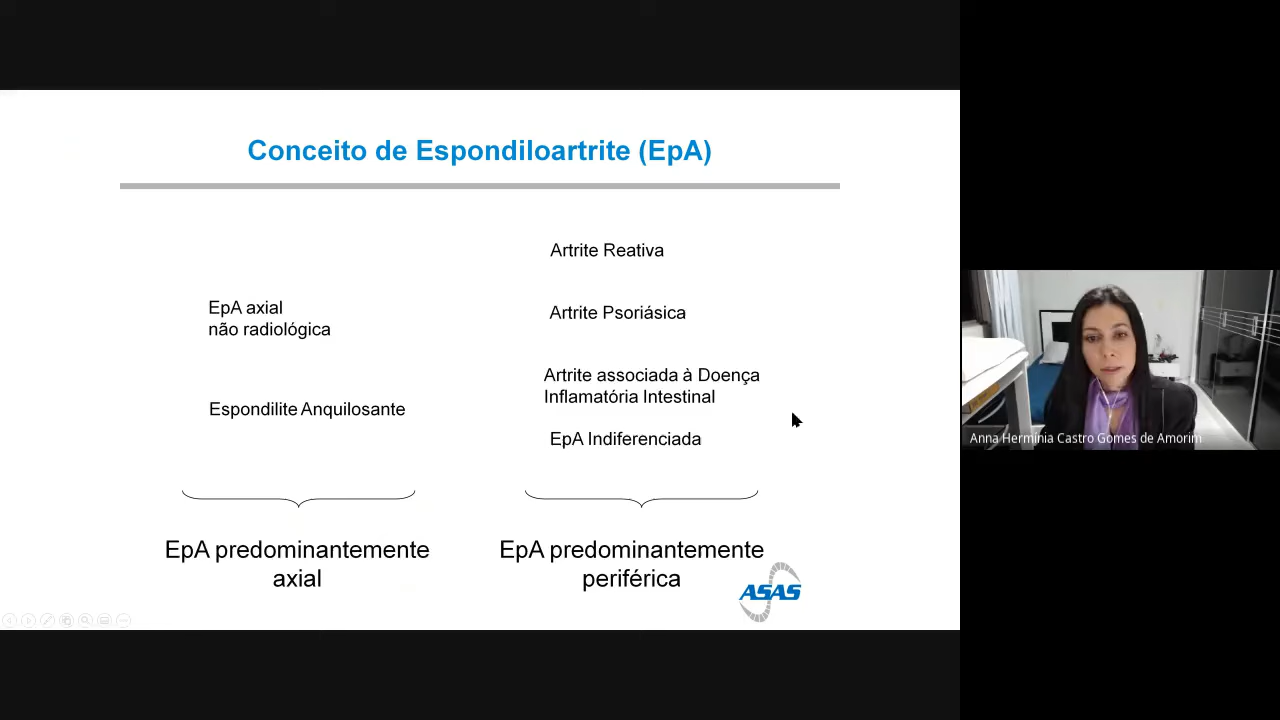 Conceito de Espondiloartrite (EpA)
EpA axial
não radiológica
Espondilite Anquilosante
EpA predominantemente
axial
Artrite Reativa
Artrite Psoriásica
Artrite associada à Doença
Inflamatória Intestinal
EpA Indiferenciada
EpA predominantemente
periférica
ASAS
Anna Hermínia Castro Gomes de Amorim